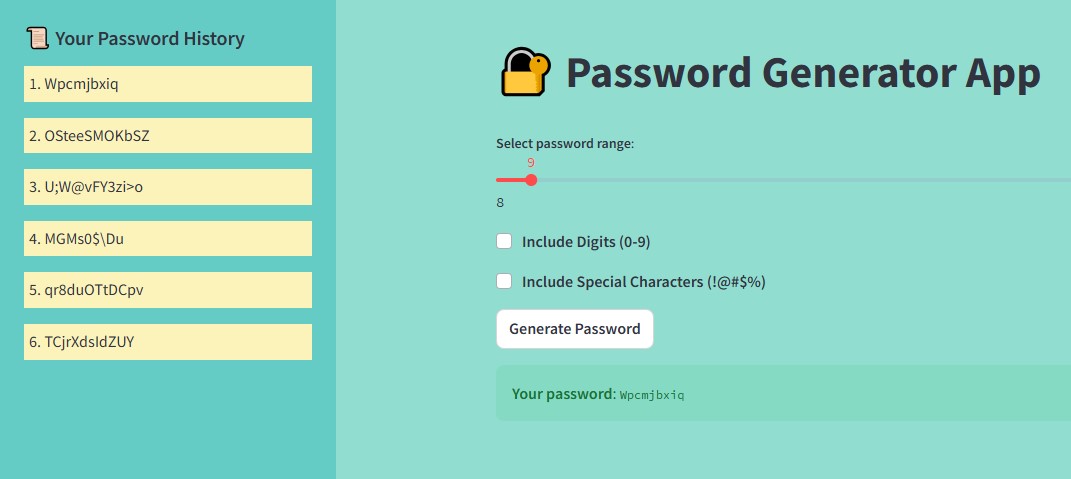 Your Password History
1. Wpcmjbxiq
2. OSteeSMOKbSZ
3. U;W@vFY3zi>o
4. MGMs0$\Du
5. qr8duOTtDCpv
6. TCjrXdsIdZUY
Password Generator App
Select password range:
9
8
Include Digits (0-9)
Include Special Characters (!@#$%)
Generate Password
Your password: Wpcmjbxiq